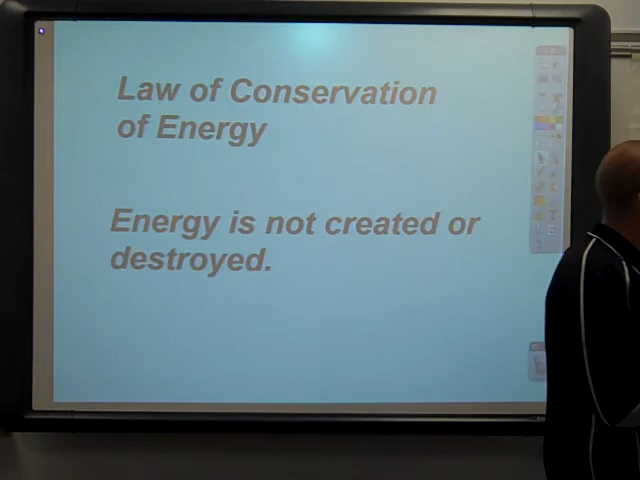 Law of Conservation
of Energy
Energy is not created or
destroyed.